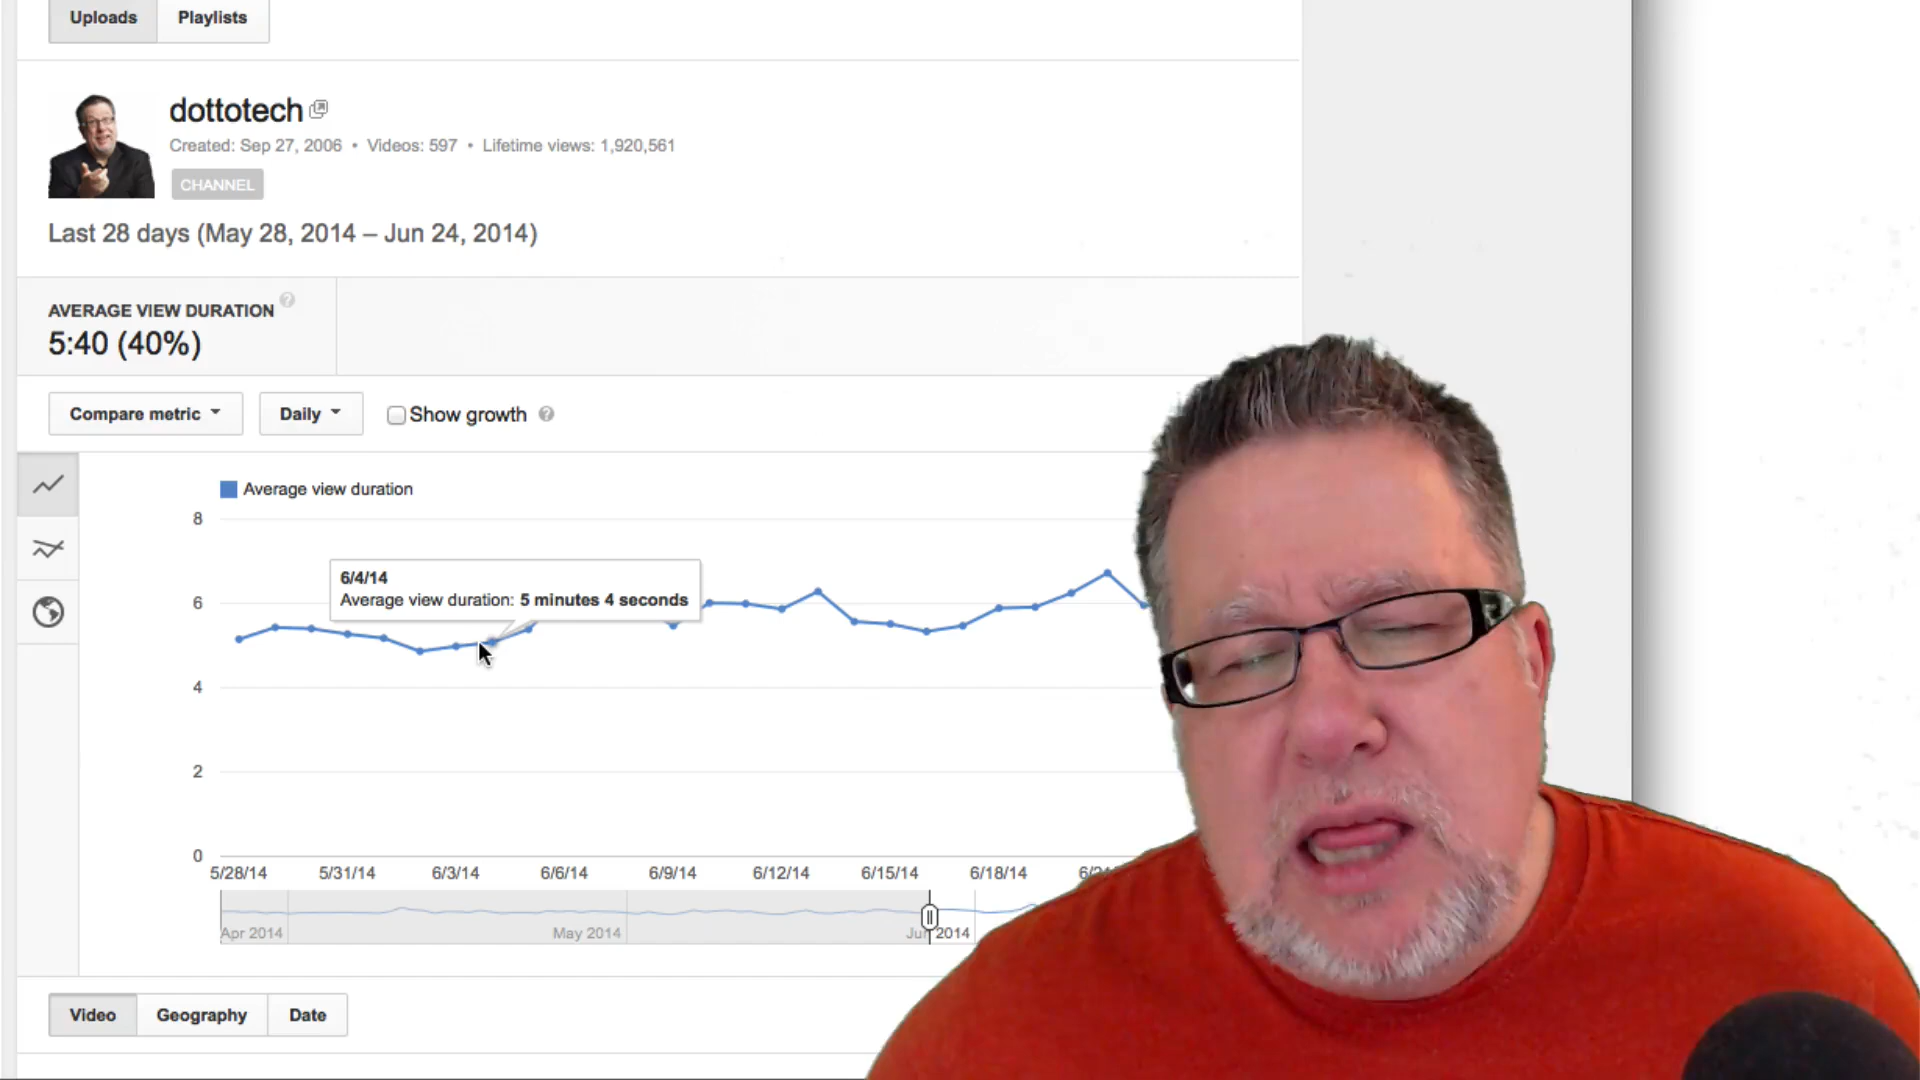 Uploads Playlists
dottotech
Created: Sep 27, 2006 • Videos: 597 • Lifetime views: 1,920,561
CHANNEL
Last 28 days (May 28, 2014 – Jun 24, 2014)
AVERAGE VIEW DURATION ?
5:40 (40%)
Compare metric Daily Show growth ?
Average view duration
8
6/4/14
Average view duration: 5 minutes 4 seconds
6
4
2
0
5/28/14 5/31/14 6/3/14 6/6/14 6/9/14 6/12/14 6/15/14 6/18/14
Apr 2014 May 2014 2014
Video Geography Date